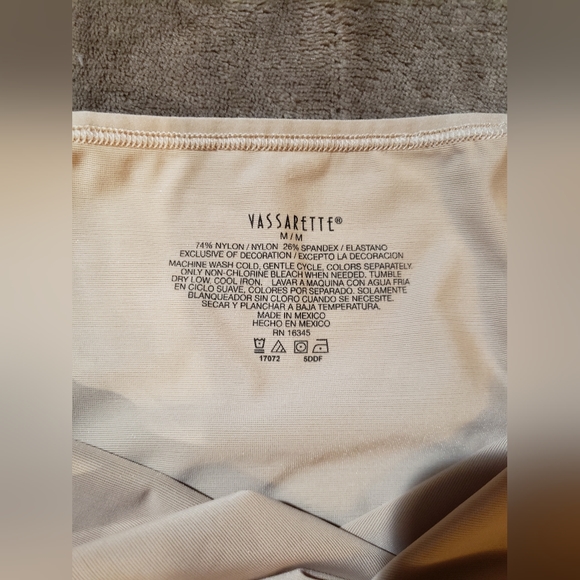 VASSARETTE®
M/M
74% NYLON / NYLON 26% SPANDEX / ELASTANO
EXCLUSIVE OF DECORATION / EXCEPTO LA DECORACION
MACHINE WASH COLD, GENTLE CYCLE, COLORS SEPARATELY.
ONLY NON-CHLORINE BLEACH WHEN NEEDED. TUMBLE
DRY LOW, COOL IRON. LAVAR A MAQUINA CON AGUA FRIA
EN CICLO SUAVE, COLORES POR SEPARADO. SOLAMENTE
BLANQUEADOR SIN CLORO CUANDO SE NECESITE.
SECAR Y PLANCHAR A BAJA TEMPERATURA.
MADE IN MEXICO
HECHO EN MEXICO
RN 16345
17072 5DDF